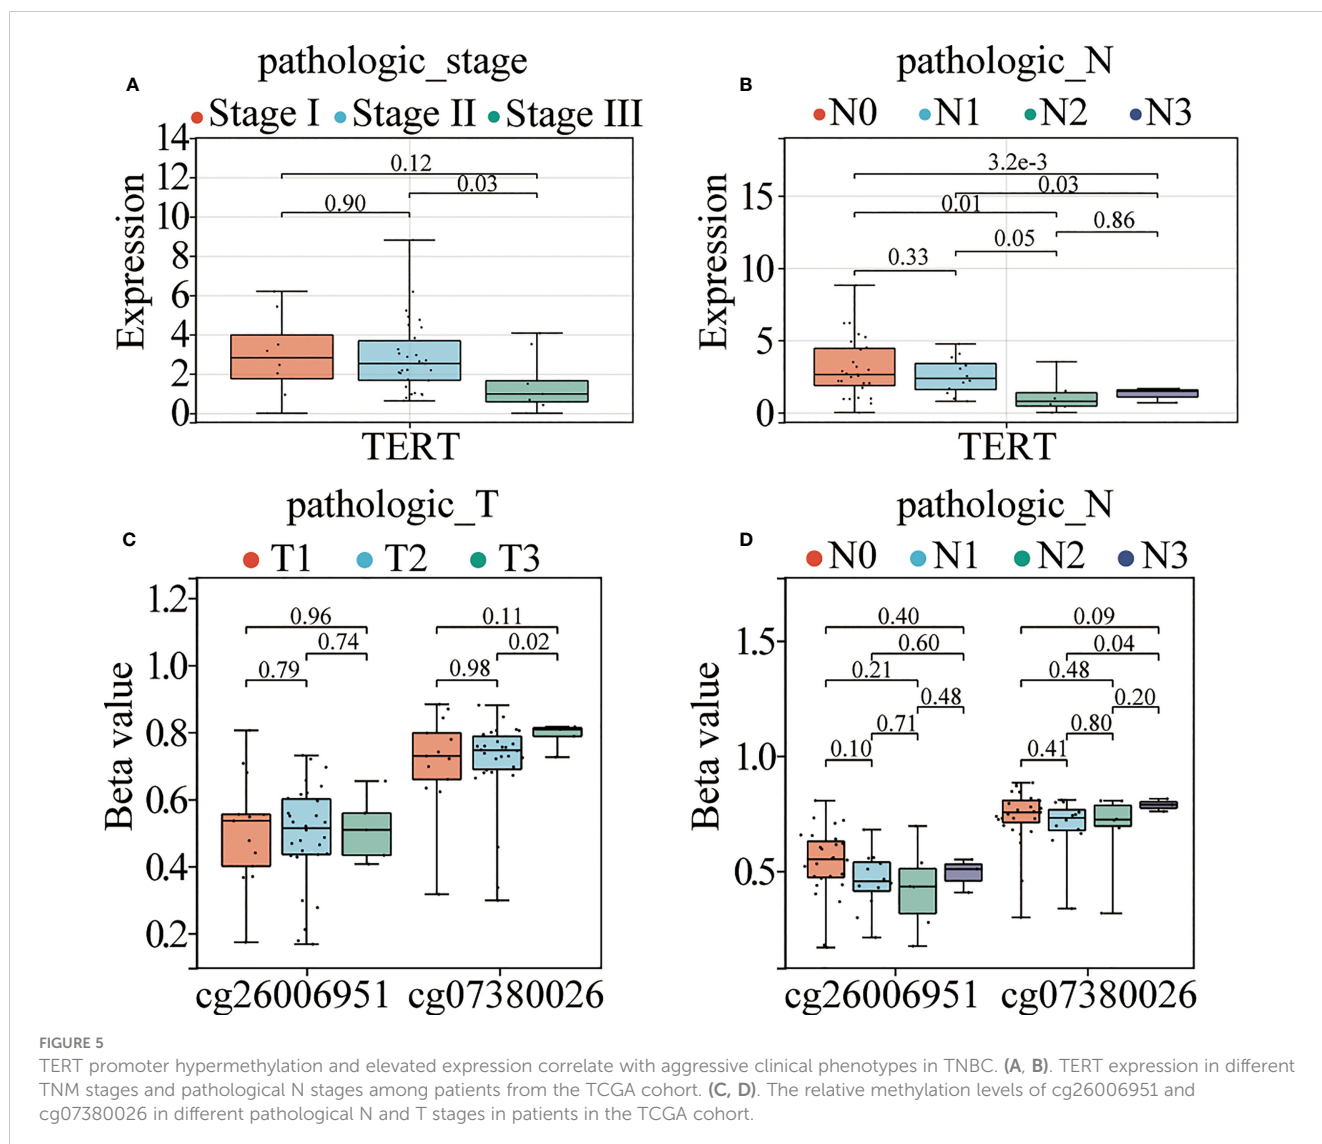 A
pathologic_stage
Stage I Stage II Stage III
Expression
14
12
10
8
6
4
2
0
0.12
0.03
0.90
TERT
B
pathologic_N
N0 N1 N2 N3
Expression
15
10
5
0
3.2e-3
0.03
0.01
0.86
0.05
0.33
TERT
C
pathologic_T
T1 T2 T3
Beta value
1.2
1.0
0.8
0.6
0.4
0.2
0.96
0.74
0.79
0.11
0.02
0.98
cg26006951 cg07380026
D
pathologic_N
N0 N1 N2 N3
Beta value
1.5
1.0
0.5
0.40
0.60
0.21
0.48
0.71
0.10
0.09
0.04
0.48
0.20
0.80
0.41
cg26006951 cg07380026
FIGURE 5
TERT promoter hypermethylation and elevated expression correlate with aggressive clinical phenotypes in TNBC. (A, B). TERT expression in different
TNM stages and pathological N stages among patients from the TCGA cohort. (C, D). The relative methylation levels of cg26006951 and
cg07380026 in different pathological N and T stages in patients in the TCGA cohort.